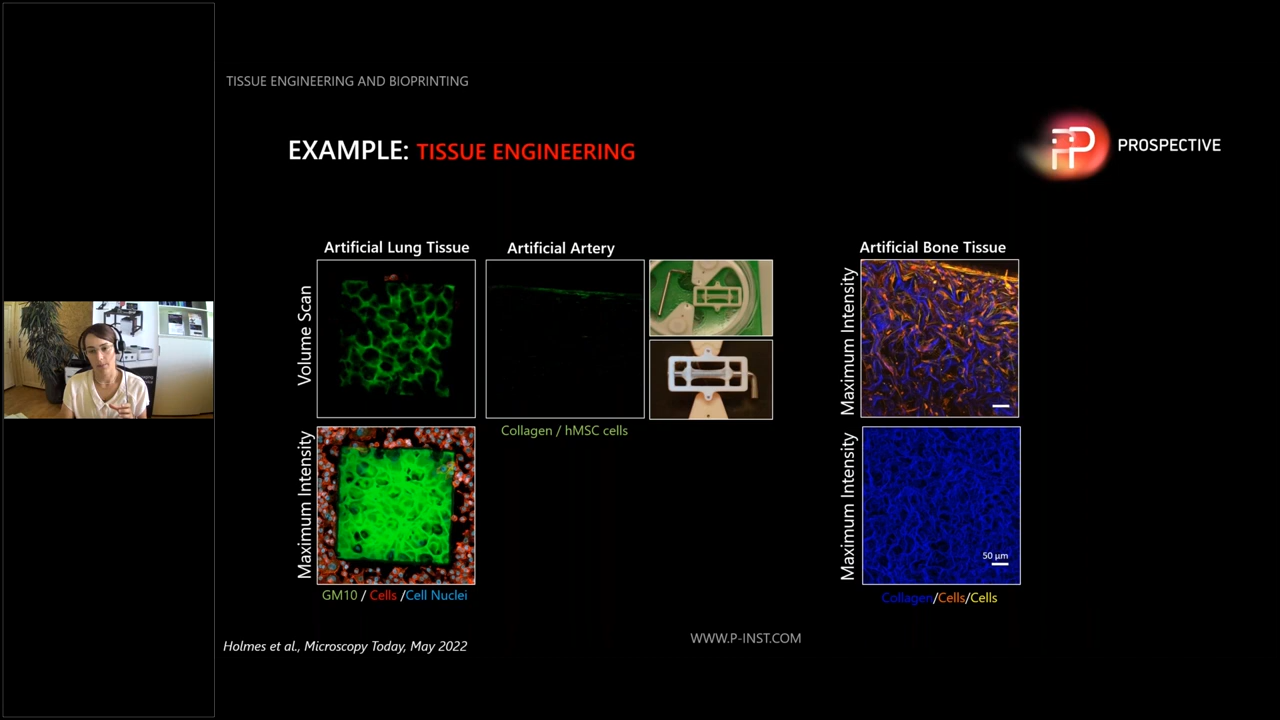 TISSUE ENGINEERING AND BIOPRINTING
EXAMPLE: TISSUE ENGINEERING
PROSPECTIVE
Artificial Lung Tissue
Artificial Artery
Artificial Bone Tissue
Volume Scan
Maximum Intensity
Collagen / hMSC cells
Maximum Intensity
Maximum Intensity
50 µm
GM10 / Cells /Cell Nuclei
Collagen/Cells/Cells
WWW.P-INST.COM
Holmes et al., Microscopy Today, May 2022